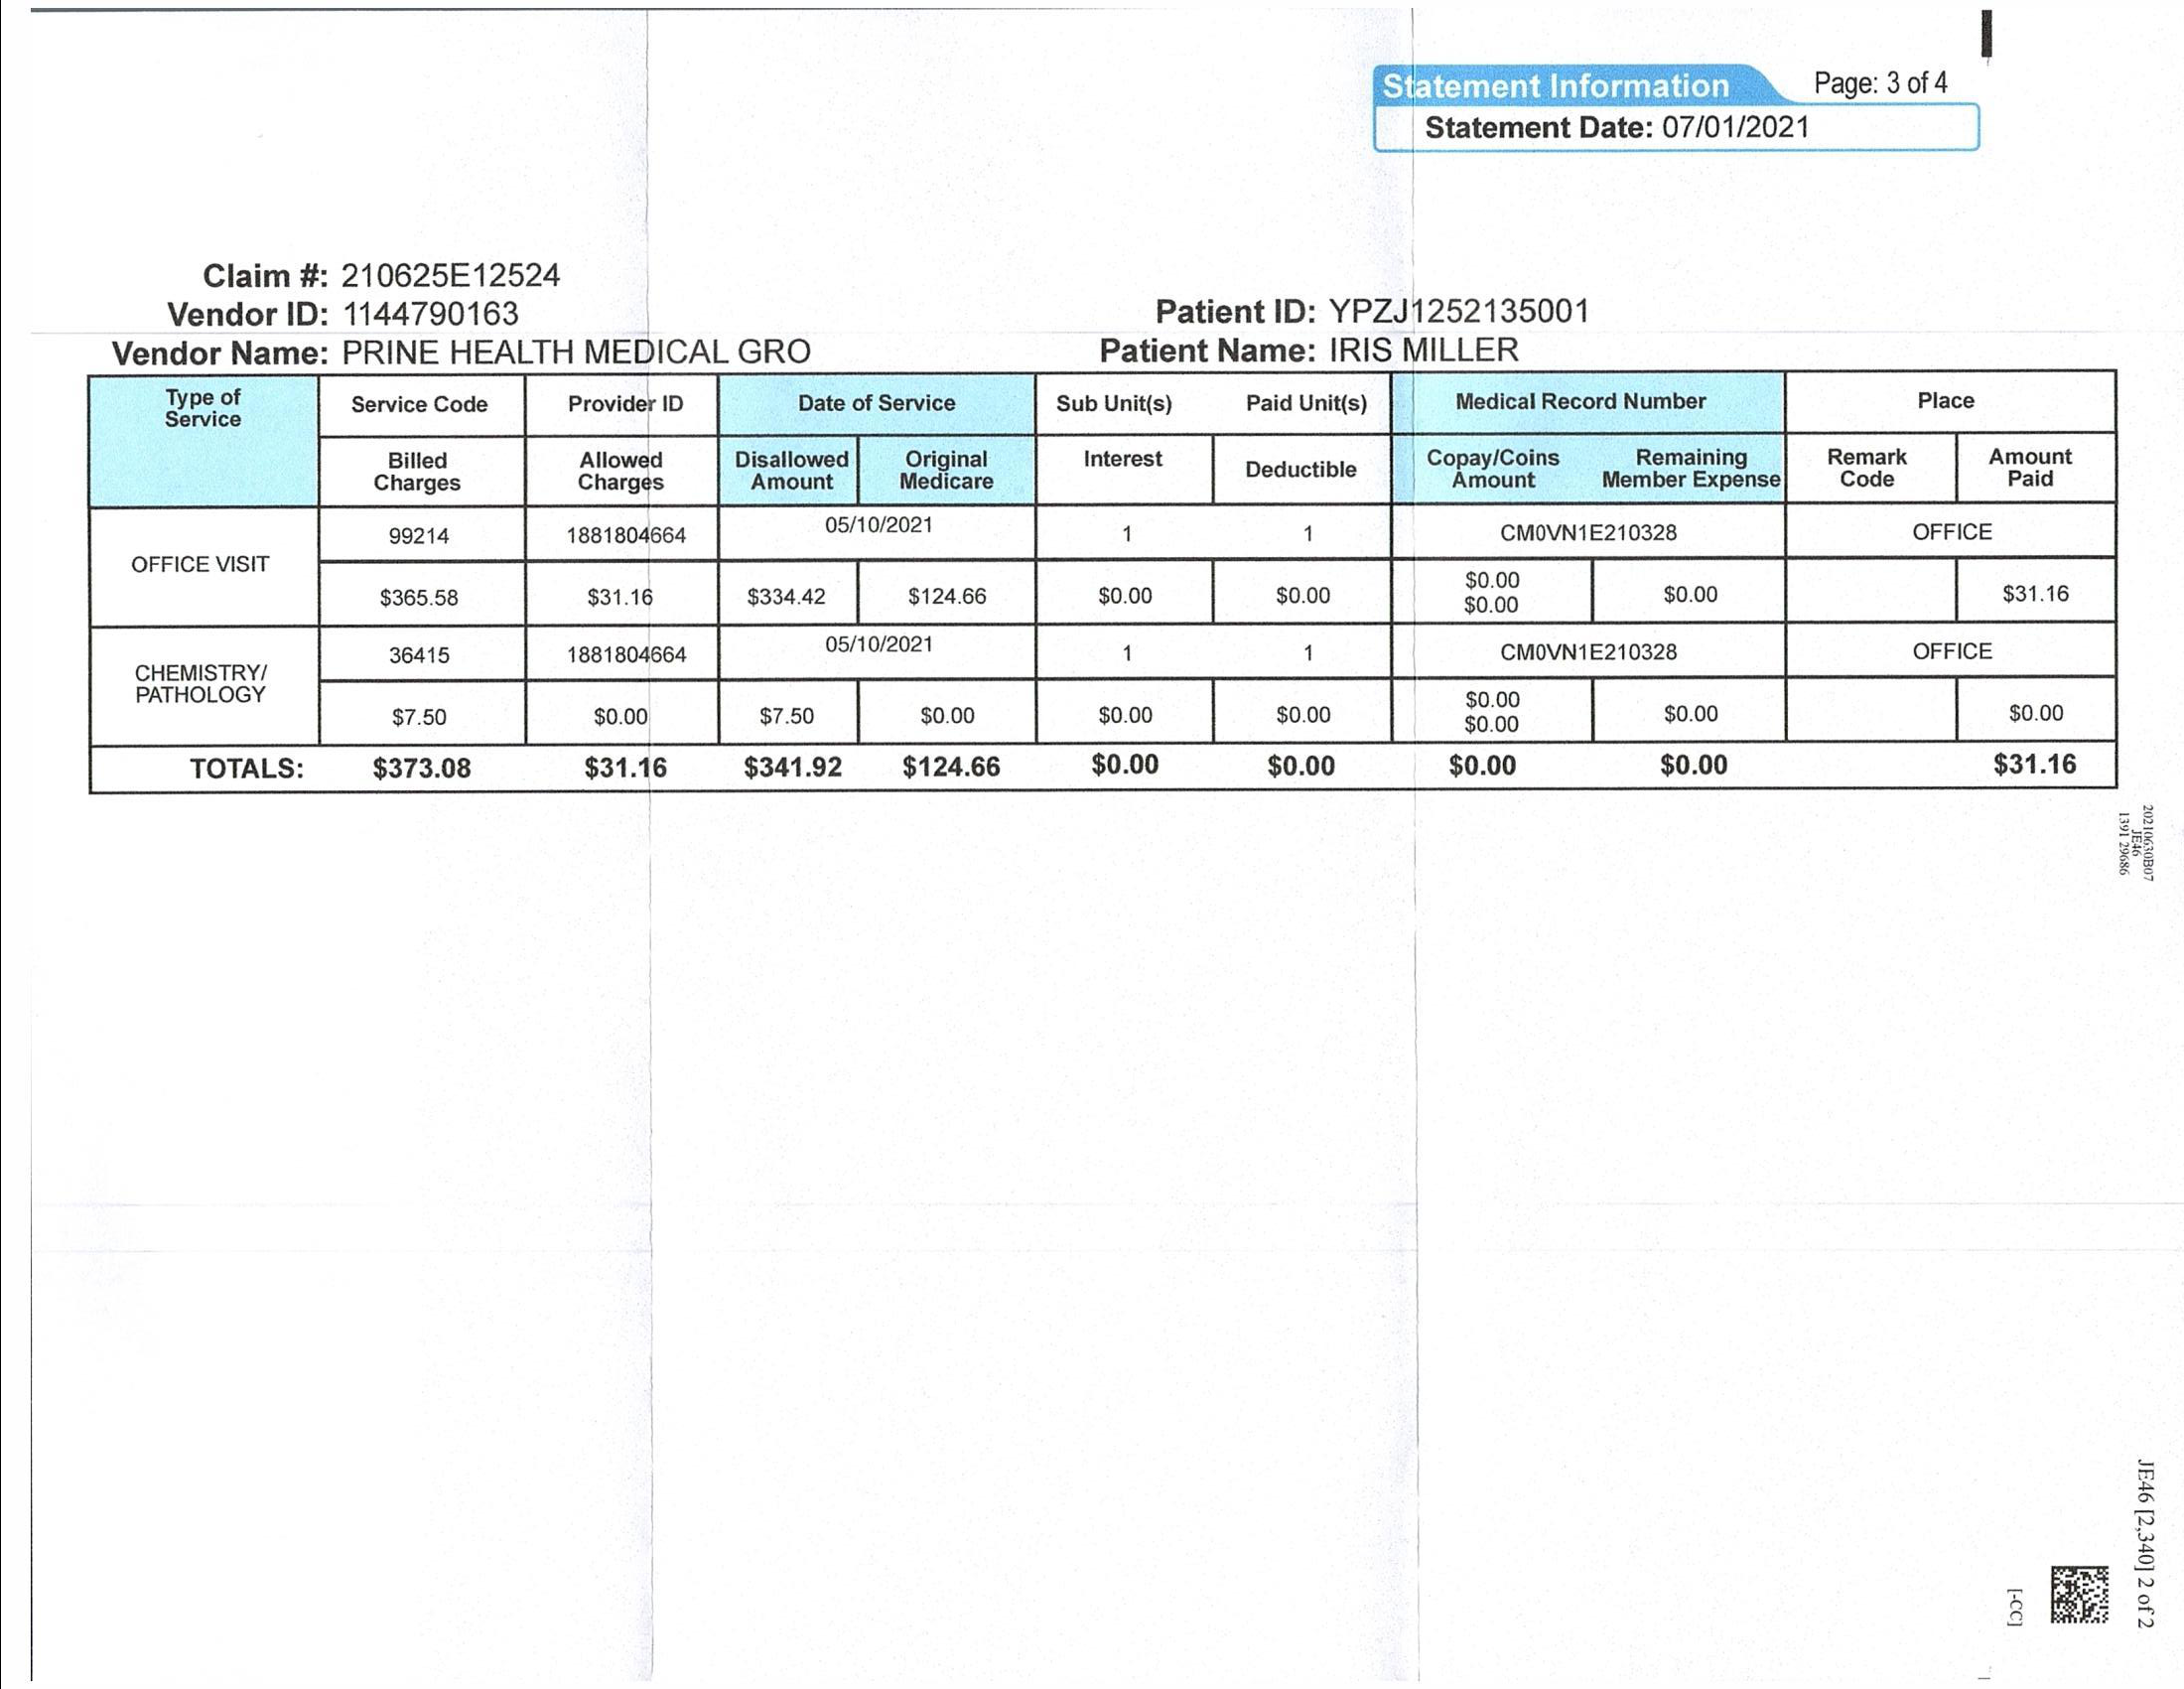 Statement Information Page: 3 of 4
Statement Date: 07/01/2021
Claim #: 210625E12524
Vendor ID: 1144790163
Patient ID: YPZJ1252135001
Vendor Name: PRINE HEALTH MEDICAL GRO
Patient Name: IRIS MILLER
Type of Service Service Code Provider ID Date of Service Sub Unit(s) Paid Unit(s) Medical Record Number Place
Billed Charges Allowed Charges Disallowed Amount Original Medicare Interest Deductible Copay/Coins Amount Remaining Member Expense Remark Code Amount Paid
OFFICE VISIT 99214 1881804664 05/10/2021 1 1 CM0VN1E210328 OFFICE
$365.58 $31.16 $334.42 $124.66 $0.00 $0.00 $0.00 $0.00 $0.00 $31.16
CHEMISTRY/ PATHOLOGY 36415 1881804664 05/10/2021 1 1 CM0VN1E210328 OFFICE
$7.50 $0.00 $7.50 $0.00 $0.00 $0.00 $0.00 $0.00 $0.00 $0.00
TOTALS: $373.08 $31.16 $341.92 $124.66 $0.00 $0.00 $0.00 $0.00 $31.16
20210630B07
JE46
1391 29686
JE46 [2,340] 2 of 2
[-CC]